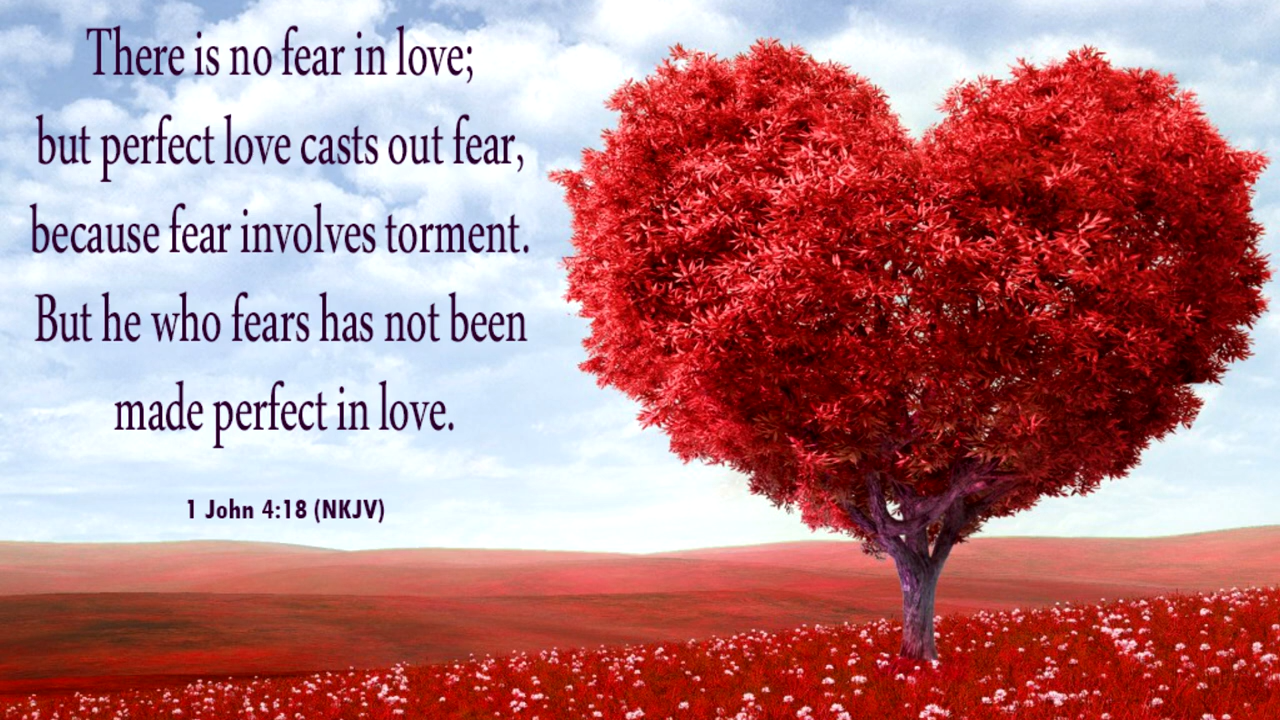 There is no fear in love;
but perfect love casts out fear,
because fear involves torment.
But he who fears has not been
made perfect in love.
1 John 4:18 (NKJV)